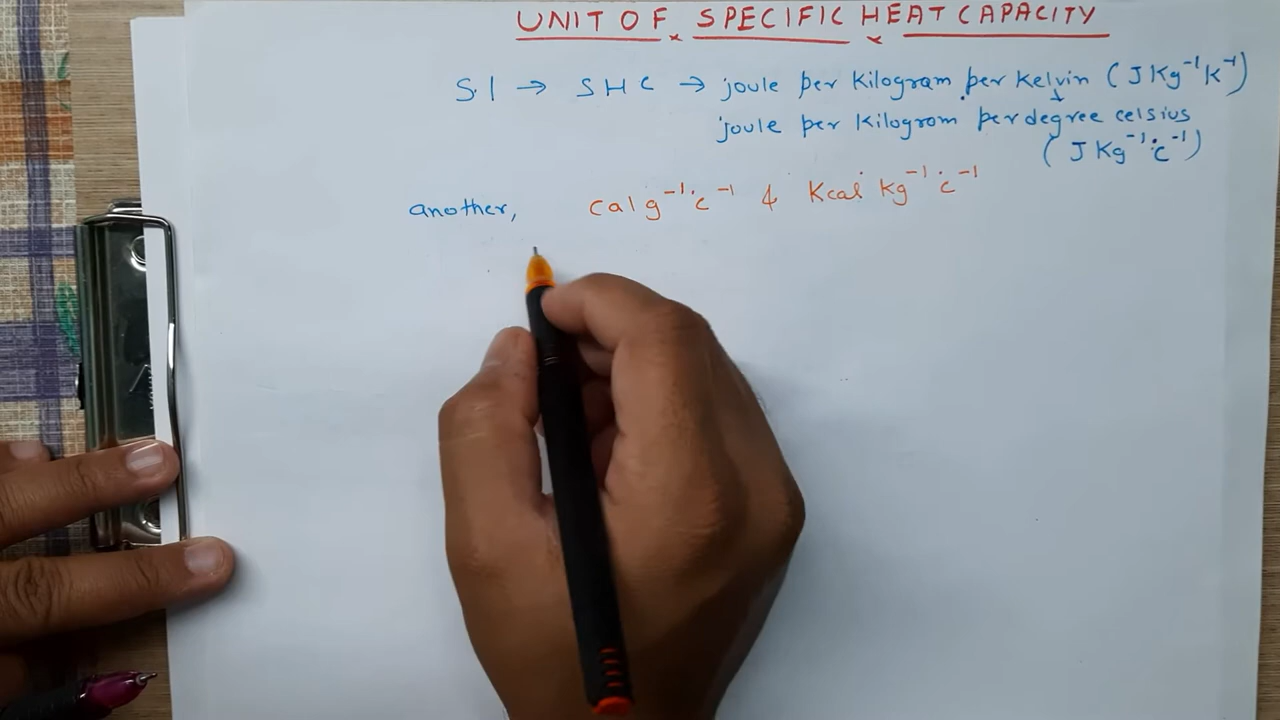 UNIT OF SPECIFIC HEAT CAPACITY
S.I → SHC → joule per kilogram per kelvin (J Kg⁻¹ K⁻¹)
joule per kilogrom per degree celsius
(J Kg⁻¹ °C⁻¹)
another, cal g⁻¹ °C⁻¹ & Kcal kg⁻¹ °C⁻¹